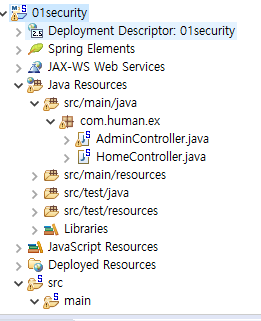 01security
Deployment Descriptor: 01security
Spring Elements
JAX-WS Web Services
Java Resources
src/main/java
com.human.ex
AdminController.java
HomeController.java
src/main/resources
src/test/java
src/test/resources
Libraries
JavaScript Resources
Deployed Resources
src
main